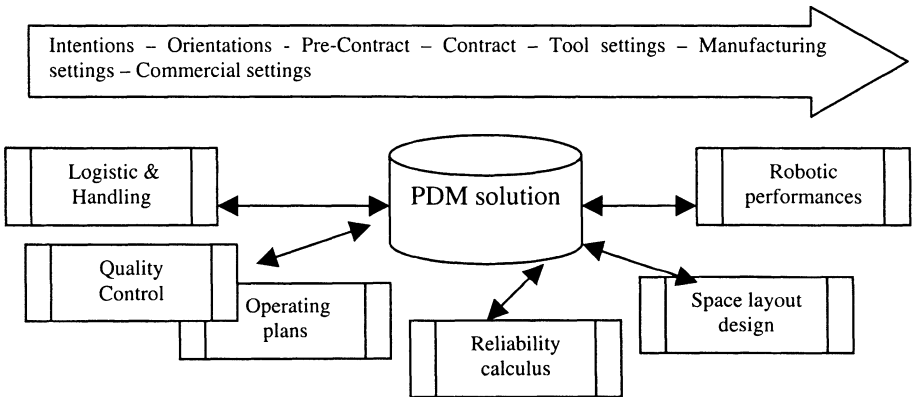 Intentions – Orientations - Pre-Contract – Contract – Tool settings – Manufacturing
settings – Commercial settings
Logistic &
Handling
PDM solution
Robotic
performances
Quality
Control
Operating
plans
Space layout
design
Reliability
calculus